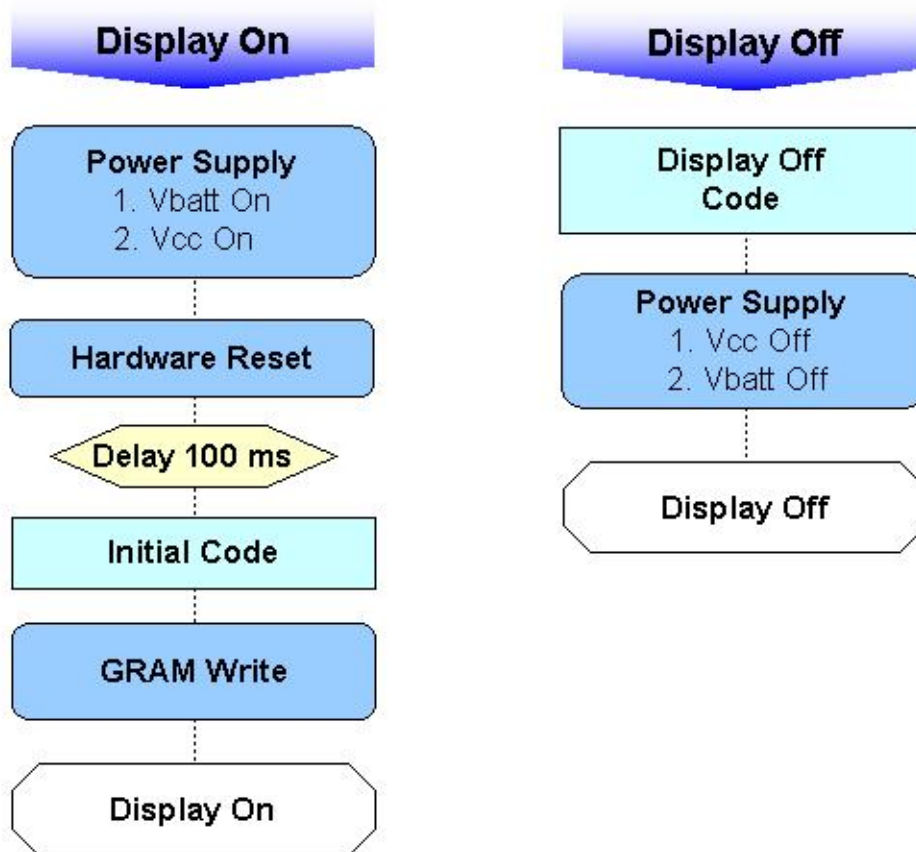 Display On
Power Supply
1. Vbatt On
2. Vcc On
Hardware Reset
Delay 100 ms
Initial Code
GRAM Write
Display On
Display Off
Display Off
Code
Power Supply
1. Vcc Off
2. Vbatt Off
Display Off